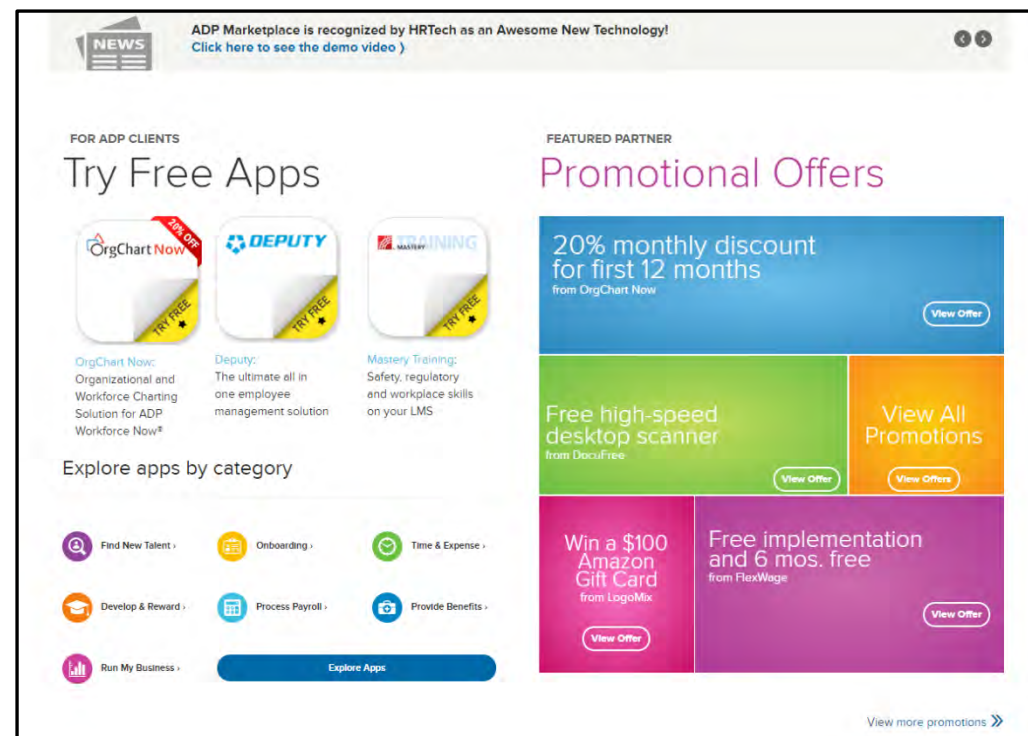 NEWS
ADP Marketplace is recognized by HRTech as an Awesome New Technology!
Click here to see the demo video ⟩
FOR ADP CLIENTS
Try Free Apps
OrgChart Now
20% OFF
TRY FREE
DEPUTY
TRY FREE
MASTERY
TRAINING
TRY FREE
OrgChart Now:
Organizational and
Workforce Charting
Solution for ADP
Workforce Now®
Deputy:
The ultimate all in
one employee
management solution
Mastery Training:
Safety, regulatory
and workplace skills
on your LMS
Explore apps by category
Find New Talent ›
Onboarding ›
Time & Expense ›
Develop & Reward ›
Process Payroll ›
Provide Benefits ›
Run My Business ›
Explore Apps
FEATURED PARTNER
Promotional Offers
20% monthly discount
for first 12 months
from OrgChart Now
View Offer
Free high-speed
desktop scanner
from DocuFree
View Offer
View All
Promotions
View Offers
Win a $100
Amazon
Gift Card
from LogoMix
View Offer
Free implementation
and 6 mos. free
from FlexWage
View Offer
View more promotions »